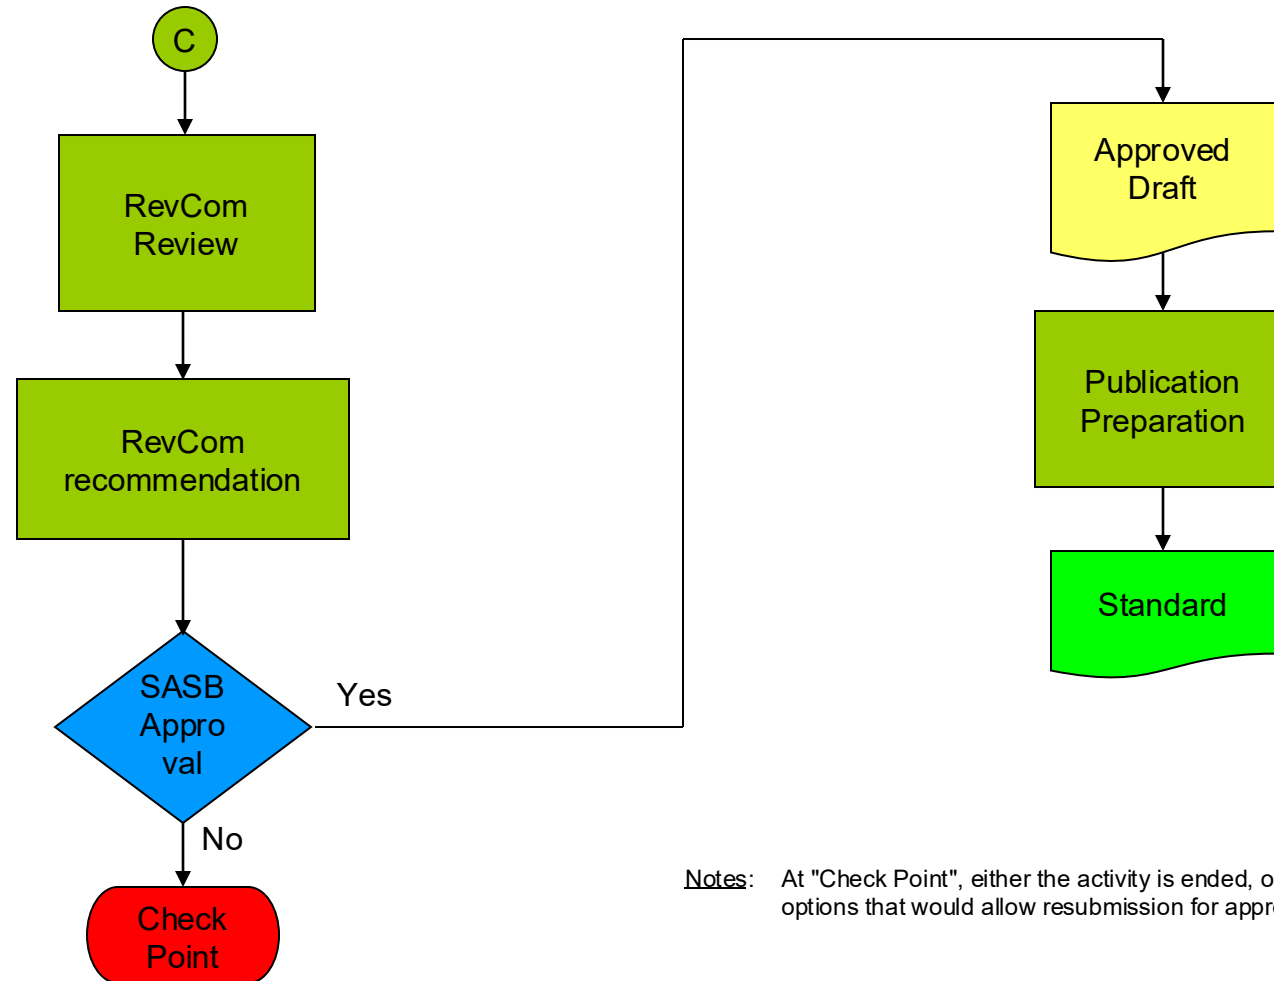 C
RevCom
Review
RevCom
recommendation
SASB
Appro
val
Yes
No
Check
Point
Approved
Draft
Publication
Preparation
Standard
Notes: At "Check Point", either the activity is ended, o
options that would allow resubmission for appr